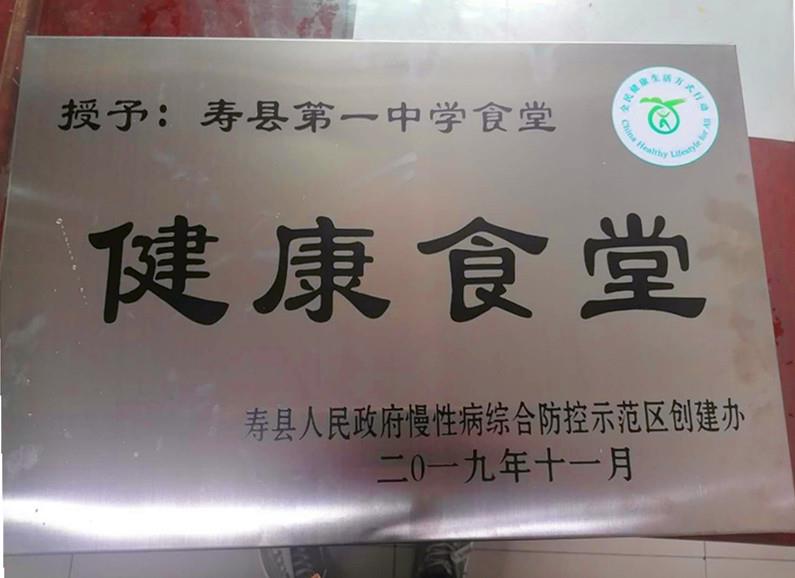 授予：寿县第一中学食堂
全民健康生活方式行动
China Healthy Lifestyle for All
健康食堂
寿县人民政府慢性病综合防控示范区创建办
二0一九年十一月